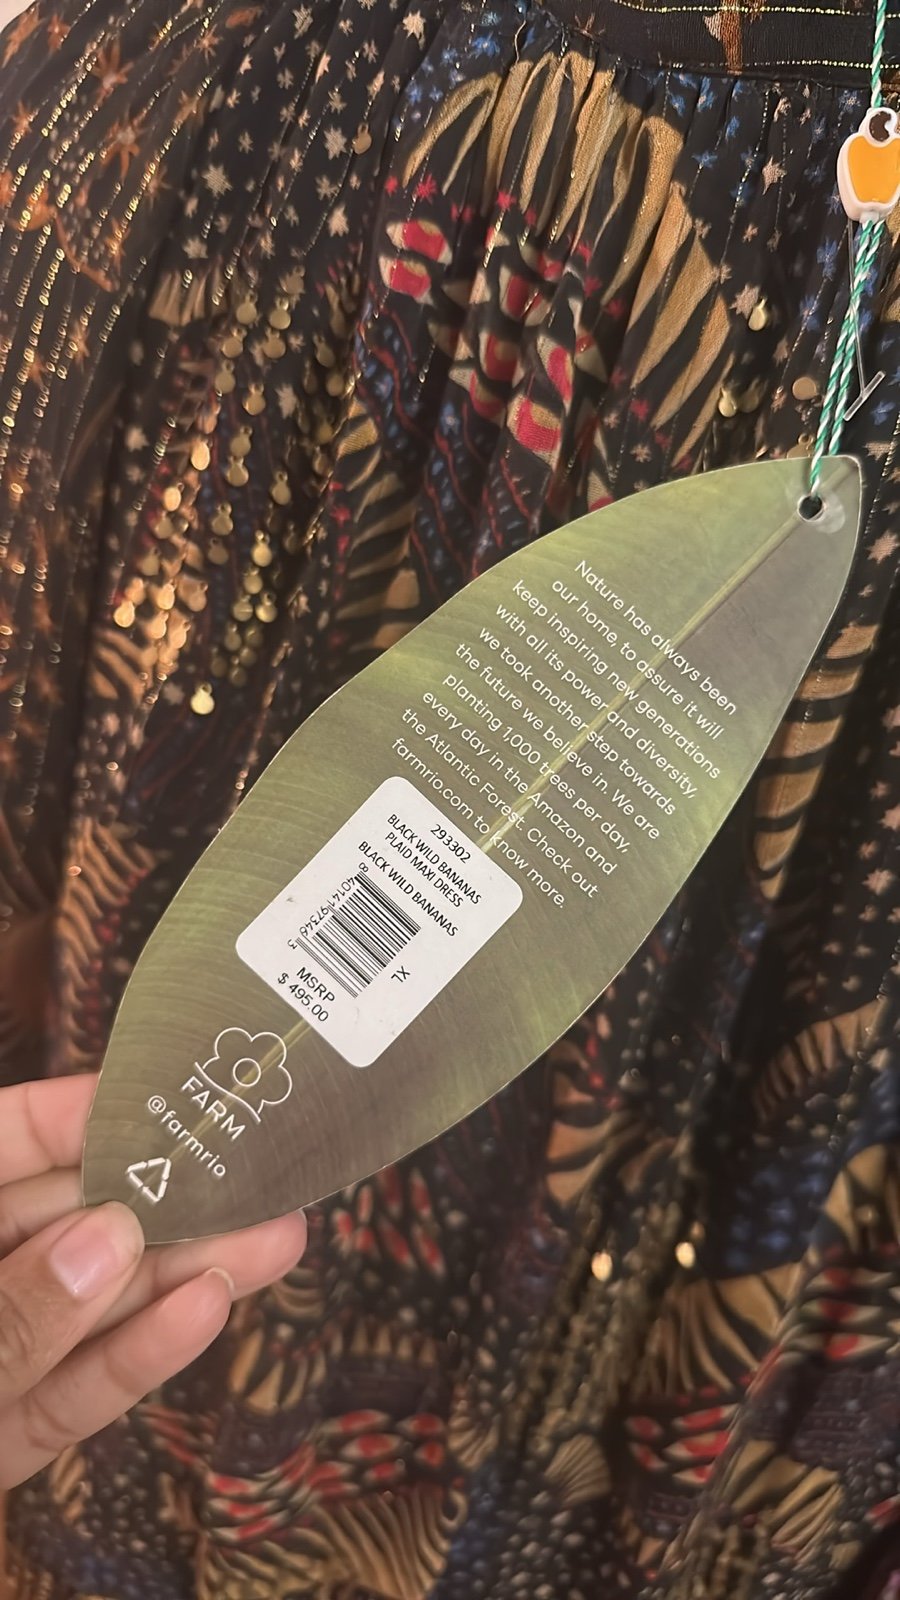 Nature has always been
our home, to assure it will
keep inspiring new generations
with all its power and diversity,
we took another step towards
the future we believe in. We are
planting 1,000 trees per day,
every day in the Amazon and
the Atlantic Forest. Check out
farmrio.com to know more.
293302
BLACK WILD BANANAS
PLAID MAXI DRESS
BLACK WILD BANANAS
MSRP
$ 495.00
FARM
@farmrio